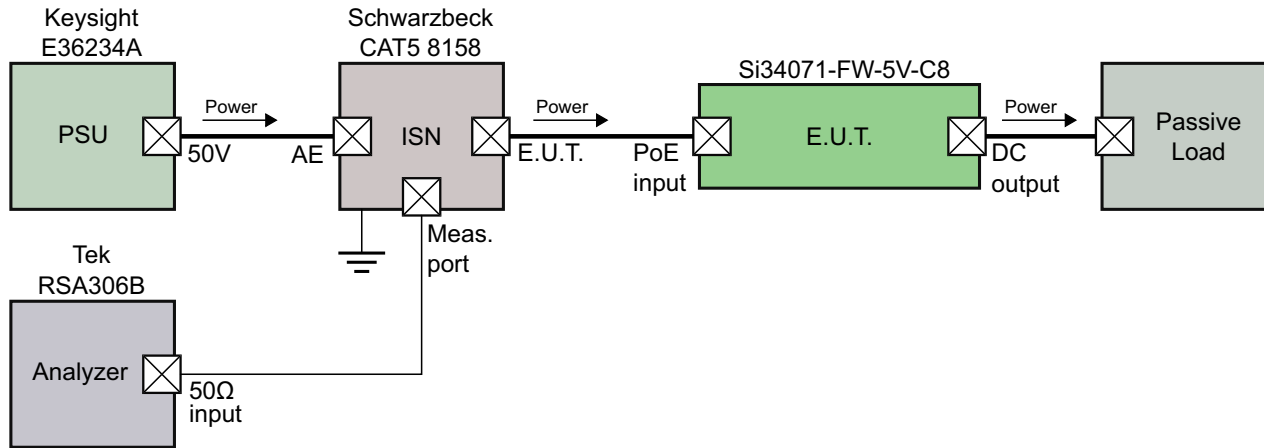 Keysight
E36234A
PSU
Power
50V
Schwarzbeck
CAT5 8158
AE
ISN
E.U.T.
Power
Meas.
port
Si34071-FW-5V-C8
PoE
input
E.U.T.
DC
output
Power
Passive
Load
Tek
RSA306B
Analyzer
50Ω
input